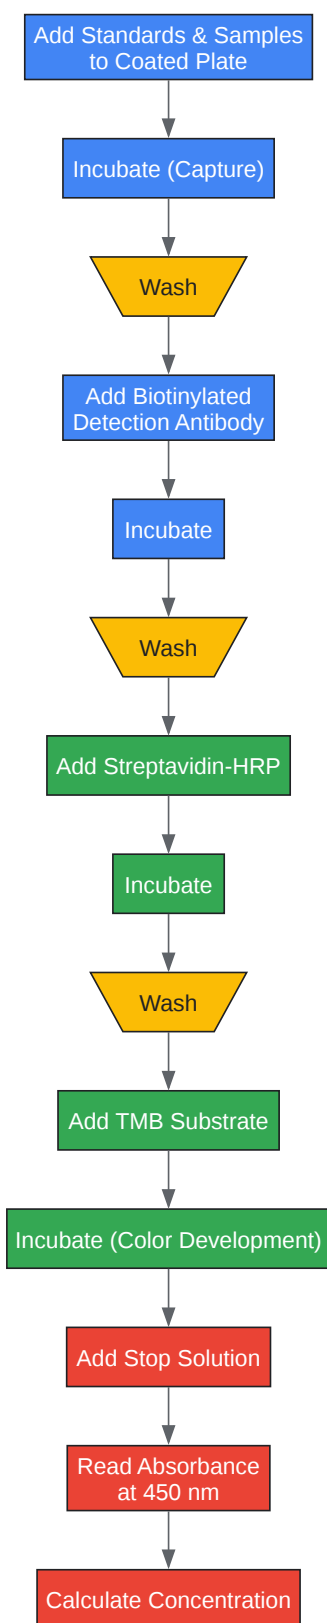 Add Standards & Samples
to Coated Plate
Incubate (Capture)
Wash
Add Biotinylated
Detection Antibody
Incubate
Wash
Add Streptavidin-HRP
Incubate
Wash
Add TMB Substrate
Incubate (Color Development)
Add Stop Solution
Read Absorbance
at 450 nm
Calculate Concentration